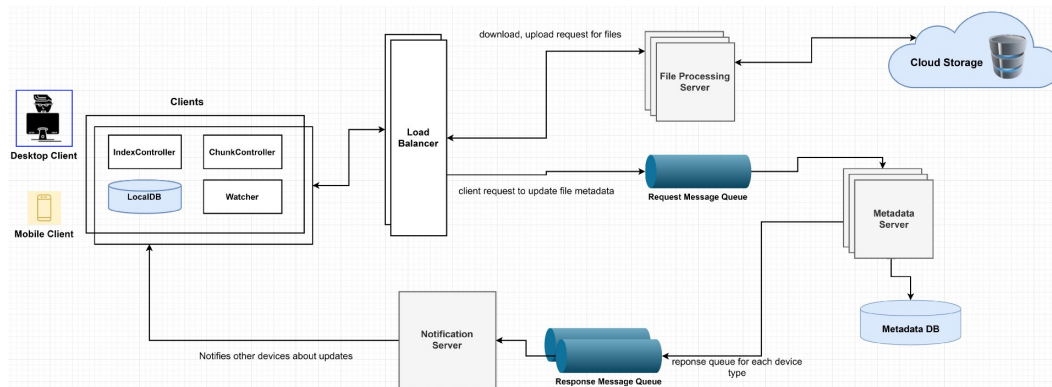 download, upload request for files
Cloud Storage
File Processing
Server
Clients
Load
Balancer
Desktop Client
IndexController
ChunkController
LocalDB
Watcher
client request to update file metadata
Request Message Queue
Mobile Client
Metadata
Server
Notification
Server
Metadata DB
Notifies other devices about updates
reponse queue for each device
type
Response Message Queue